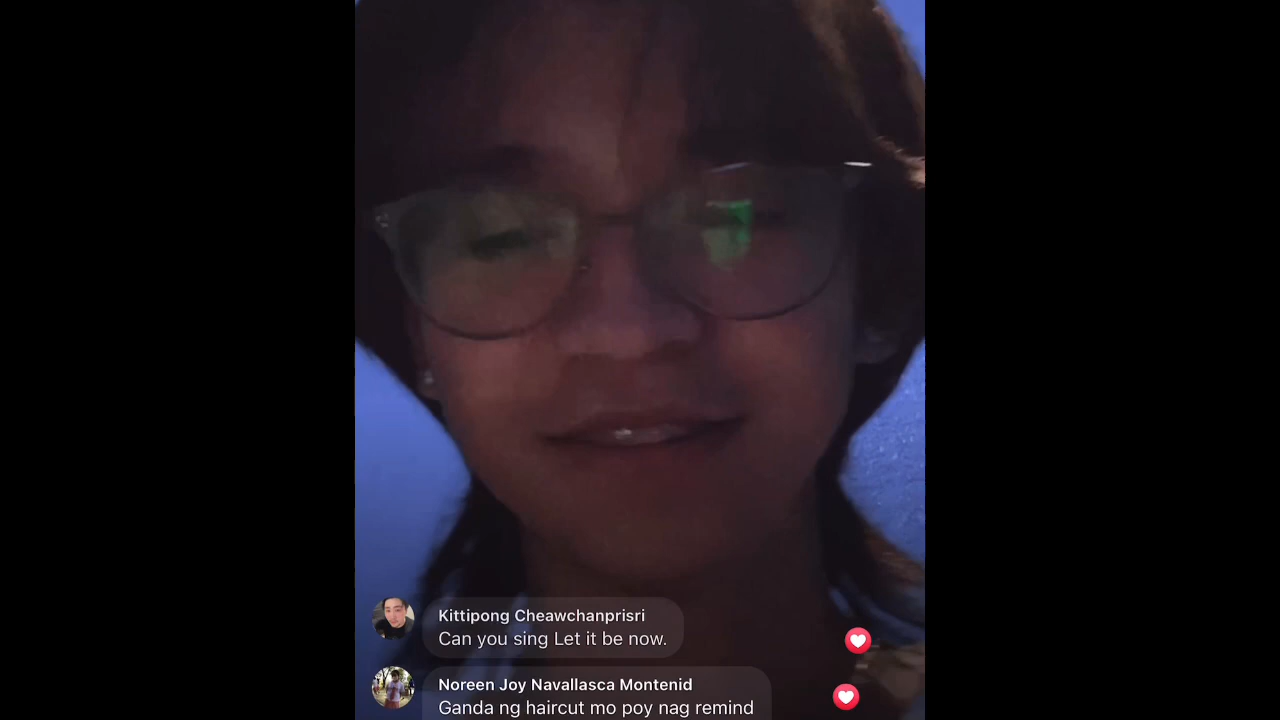 Kittipong Cheawchanprisri
Can you sing Let it be now.
Noreen Joy Navallasca Montenid
Ganda ng haircut mo poy nag remind